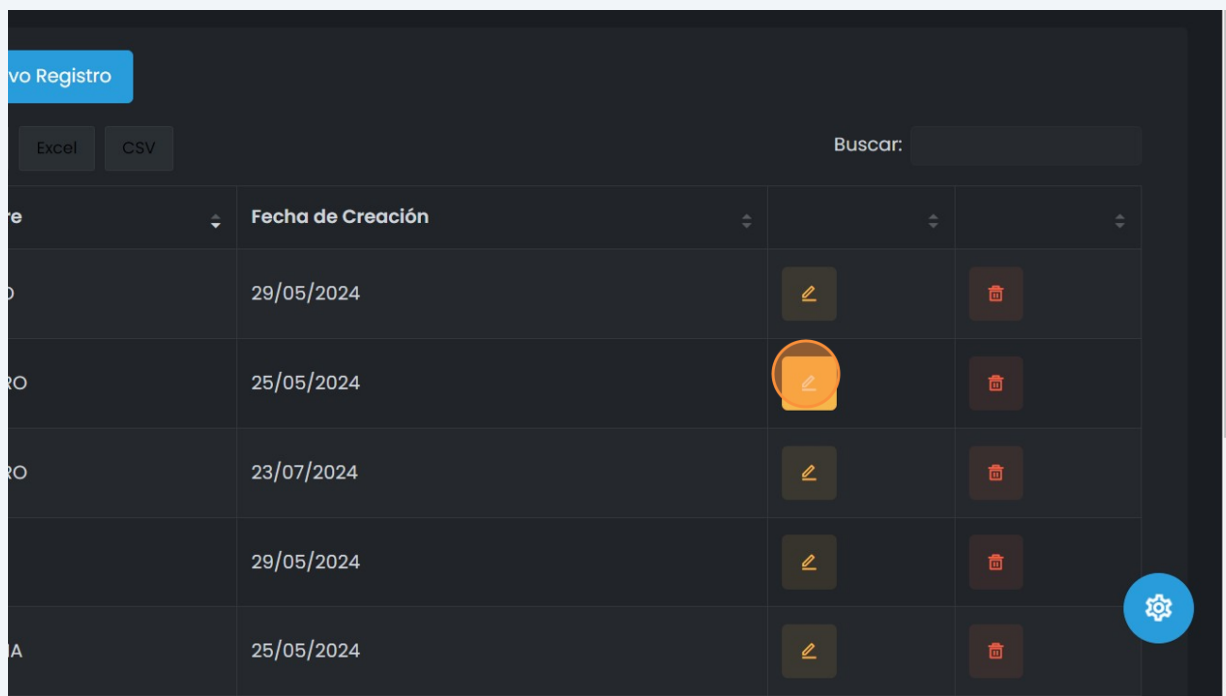 vo Registro
Excel CSV Buscar:
re Fecha de Creación
O 29/05/2024
RO 25/05/2024
RO 23/07/2024
29/05/2024
IA 25/05/2024